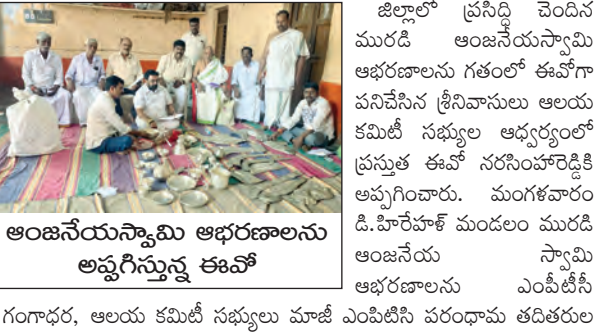 జిల్లాలో ప్రసిద్ధి చెందిన
మురడి ఆంజనేయస్వామి
ఆభరణాలను గతంలో ఈవోగా
పనిచేసిన శ్రీనివాసులు ఆలయ
కమిటీ సభ్యుల ఆధ్వర్యంలో
ప్రస్తుత ఈవో నరసింహారెడ్డికి
అప్పగించారు. మంగళవారం
డి.హిరేహాళ్ మండలం మురడి
ఆంజనేయ స్వామి
ఆభరణాలను ఎంపీటీసీ
గంగాధర, ఆలయ కమిటీ సభ్యులు మాజీ ఎంపిటిసి పరంధామ తదితరుల
ఆంజనేయస్వామి ఆభరణాలను
అప్పగిస్తున్న ఈవో